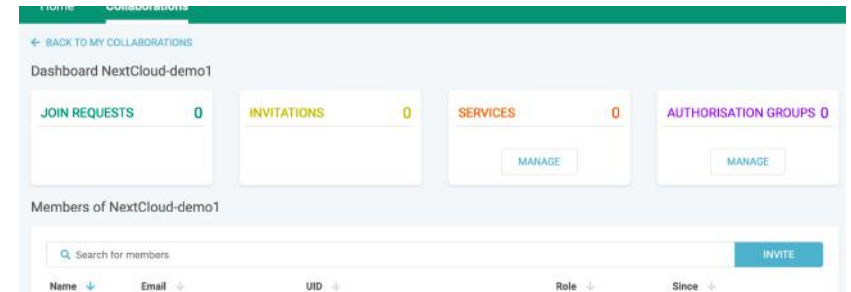 Home Collaborations
← BACK TO MY COLLABORATIONS
Dashboard NextCloud-demo1
JOIN REQUESTS 0 INVITATIONS 0 SERVICES 0 AUTHORISATION GROUPS 0
MANAGE MANAGE
Members of NextCloud-demo1
Search for members INVITE
Name ↓ Email ↓ UID ↓ Role ↓ Since ↓